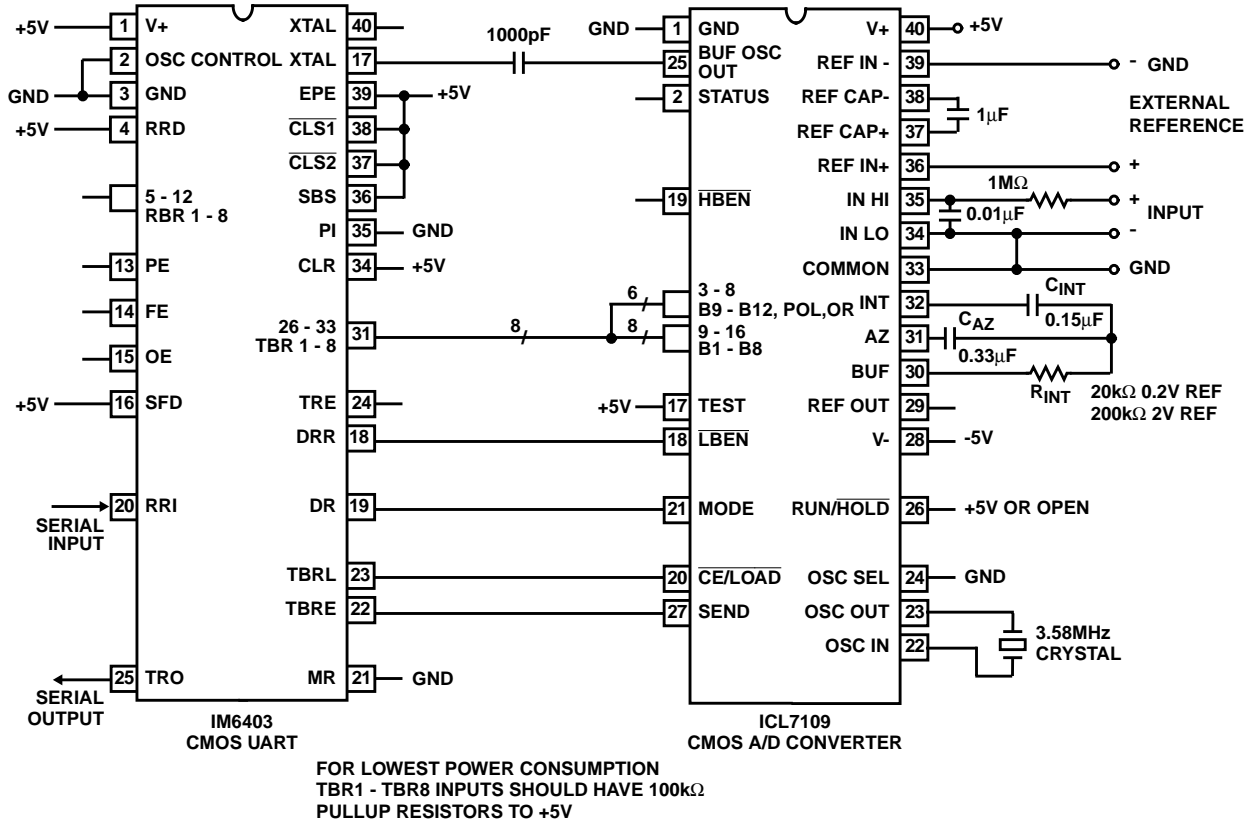 +5V 1 V+ XTAL 40
2 OSC CONTROL XTAL 17
GND 3 GND EPE 39 +5V
+5V 4 RRD CLS1 38
CLS2 37
5 - 12
RBR 1 - 8
SBS 36
PI 35 GND
13 PE CLR 34 +5V
14 FE
26 - 33
TBR 1 - 8
31
15 OE
+5V 16 SFD TRE 24
DRR 18
20 RRI DR 19
SERIAL
INPUT
TBRL 23
TBRE 22
25 TRO MR 21 GND
SERIAL
OUTPUT
IM6403
CMOS UART
1000pF
8
6
8
GND 1 GND V+ 40 +5V
25 BUF OSC
OUT
REF IN - 39 - GND
2 STATUS REF CAP- 38
1μF
REF CAP+ 37
EXTERNAL
REFERENCE
REF IN+ 36 +
1MΩ
19 HBEN IN HI 35 +
0.01μF
INPUT
IN LO 34 -
COMMON 33 GND
3 - 8
B9 - B12, POL,OR
INT 32
CINT
0.15μF
9 - 16
B1 - B8
AZ 31
CAZ
0.33μF
BUF 30
RINT
20kΩ 0.2V REF
200kΩ 2V REF
+5V 17 TEST REF OUT 29
18 LBEN V- 28 -5V
21 MODE RUN/HOLD 26 +5V OR OPEN
20 CE/LOAD OSC SEL 24 GND
27 SEND OSC OUT 23
OSC IN 22
3.58MHz
CRYSTAL
ICL7109
CMOS A/D CONVERTER
FOR LOWEST POWER CONSUMPTION
TBR1 - TBR8 INPUTS SHOULD HAVE 100kΩ
PULLUP RESISTORS TO +5V